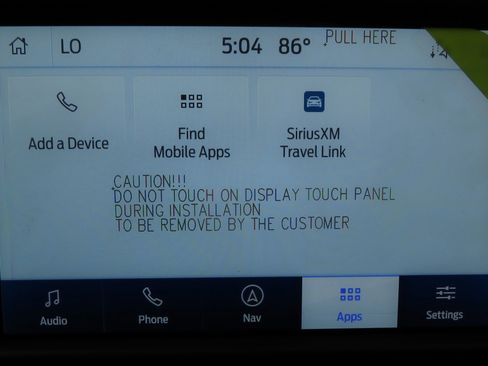 LO 5:04 86° PULL HERE
Add a Device
Find
Mobile Apps
SiriusXM
Travel Link
CAUTION!!!
DO NOT TOUCH ON DISPLAY TOUCH PANEL
DURING INSTALLATION
TO BE REMOVED BY THE CUSTOMER
Audio Phone Nav Apps Settings